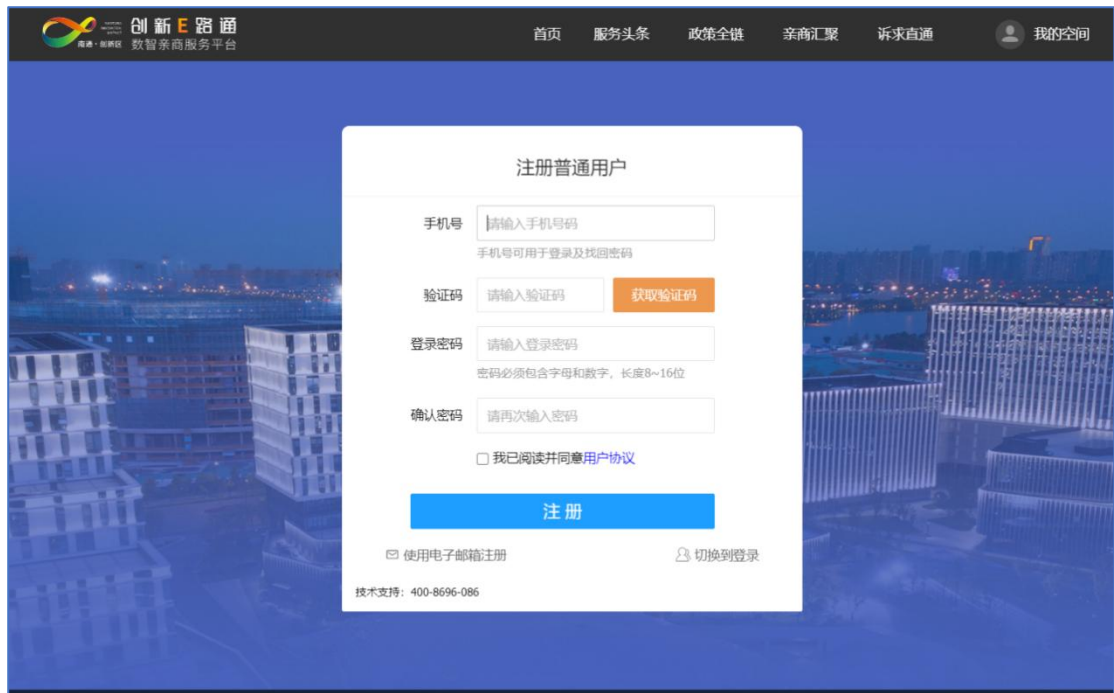 创新E路通
南通·创新区 数智亲商服务平台
首页 服务头条 政策全链 亲商汇聚 诉求直通 我的空间
注册普通用户
手机号 请输入手机号码
手机号可用于登录及找回密码
验证码 请输入验证码 获取验证码
登录密码 请输入登录密码
密码必须包含字母和数字，长度8~16位
确认密码 请再次输入密码
我已阅读并同意用户协议
注册
使用电子邮箱注册 切换到登录
技术支持：400-8696-086